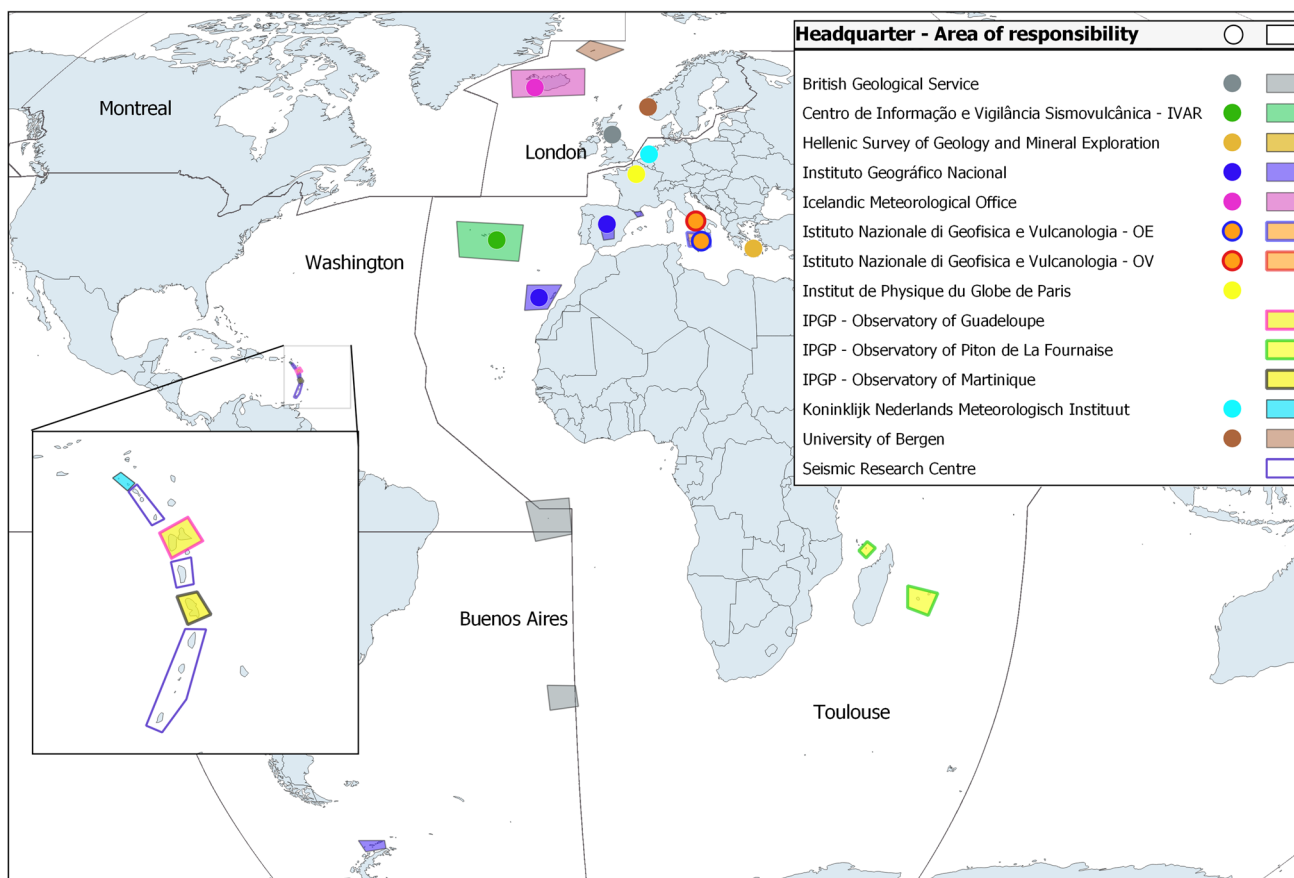 Headquarter - Area of responsibility
British Geological Service
Centro de Informação e Vigilância Sismovulcânica - IVAR
Hellenic Survey of Geology and Mineral Exploration
Instituto Geográfico Nacional
Icelandic Meteorological Office
Istituto Nazionale di Geofisica e Vulcanologia - OE
Istituto Nazionale di Geofisica e Vulcanologia - OV
Institut de Physique du Globe de Paris
IPGP - Observatory of Guadeloupe
IPGP - Observatory of Piton de La Fournaise
IPGP - Observatory of Martinique
Koninklijk Nederlands Meteorologisch Instituut
University of Bergen
Seismic Research Centre
Montreal
London
Washington
Buenos Aires
Toulouse